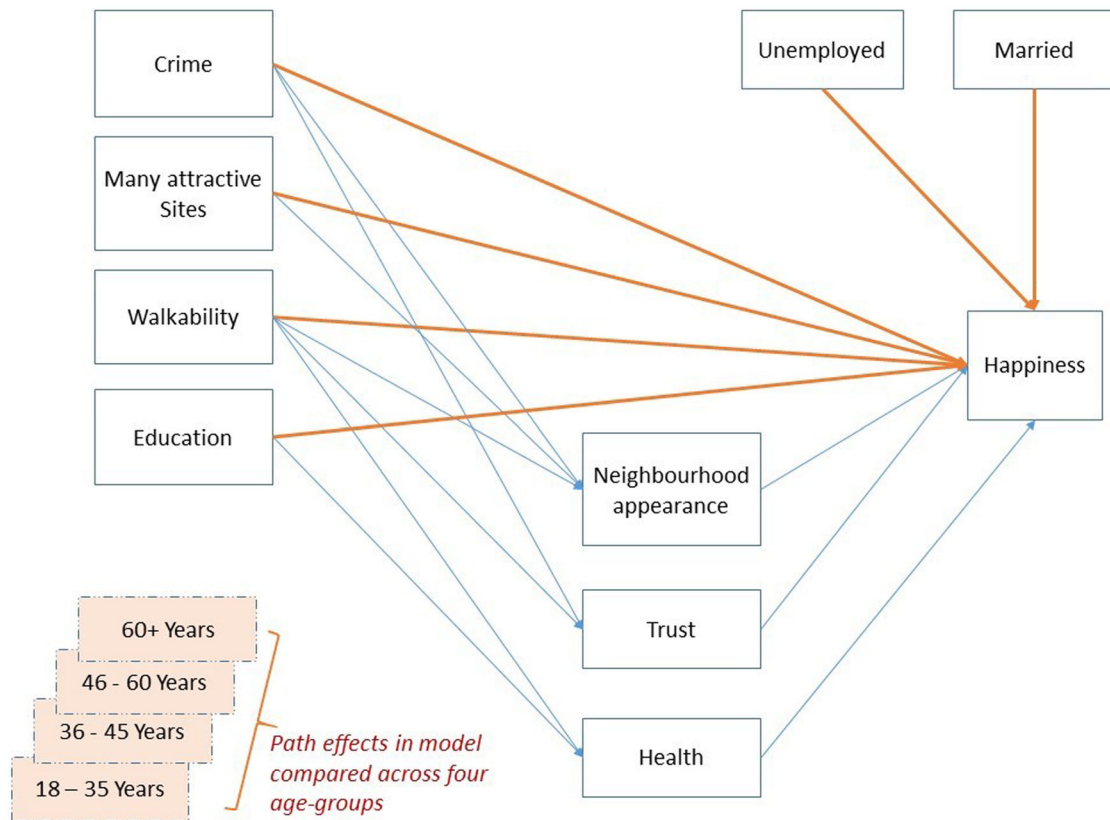 Crime
Unemployed
Married
Many attractive
Sites
Walkability
Happiness
Education
Neighbourhood
appearance
Trust
Health
60+ Years
46 - 60 Years
36 - 45 Years
18 – 35 Years
Path effects in model
compared across four
age-groups